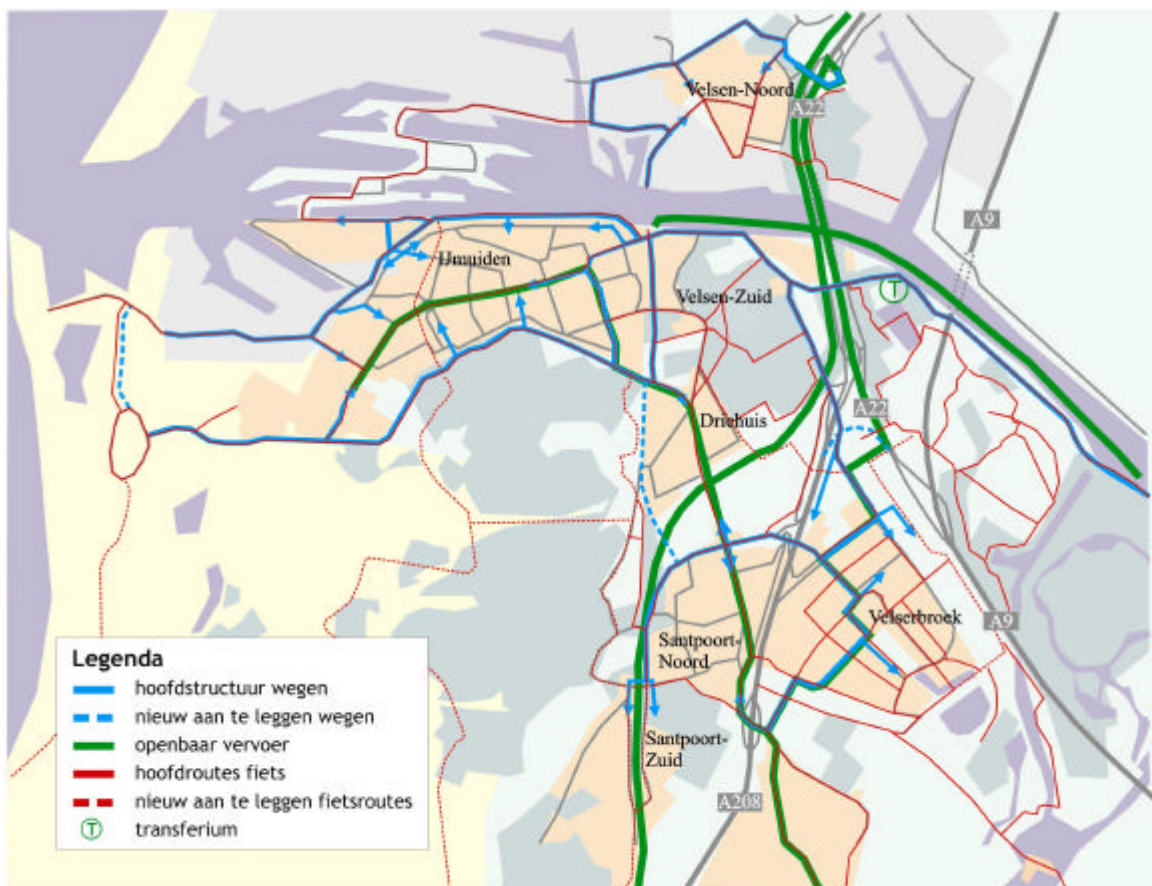 Velsen-Noord
A22
A9
IJmuiden
Velsen-Zuid
T
A22
Driehuis
Velserbroek
A9
Santpoort-
Noord
Santpoort-
Zuid
A208
Legenda
hoofdstructuur wegen
nieuw aan te leggen wegen
openbaar vervoer
hoofdroutes fiets
nieuw aan te leggen fietsroutes
T transferium